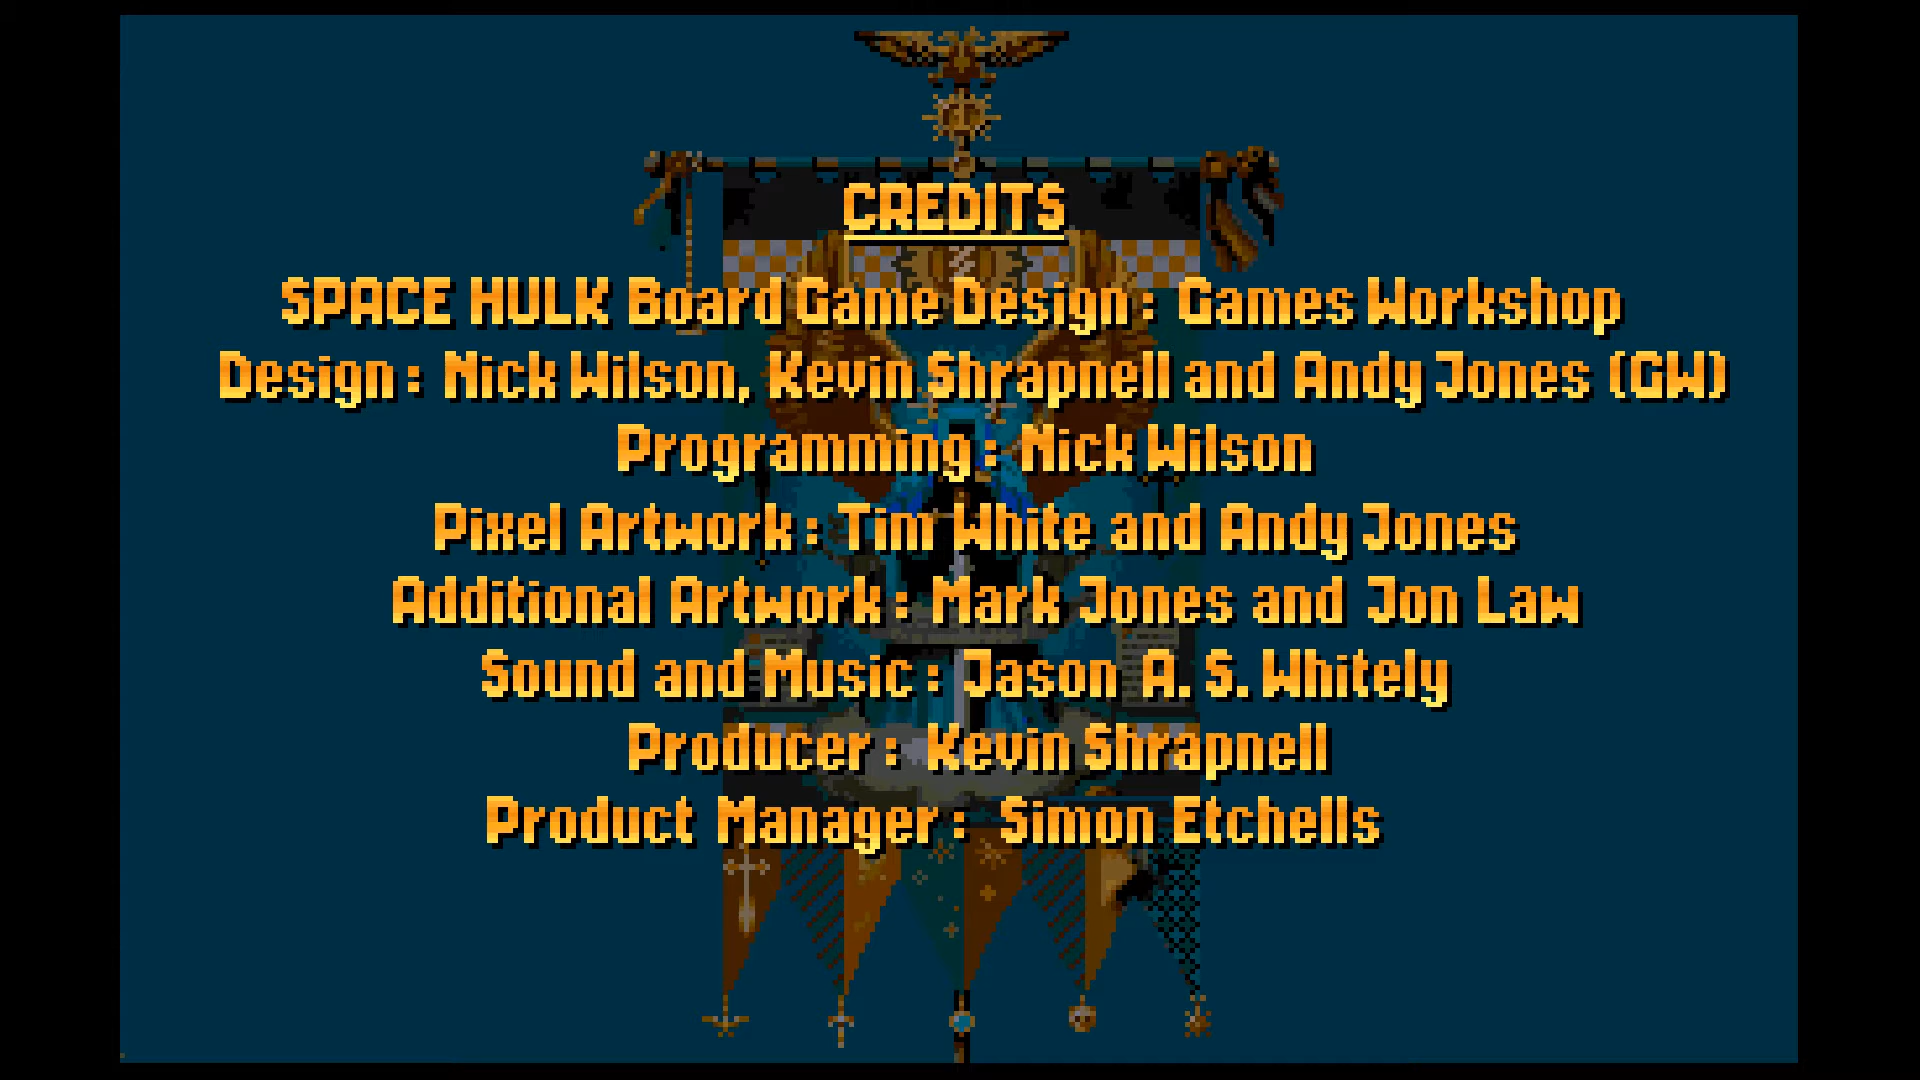 CREDITS
SPACE HULK Board Game Design: Games Workshop
Design: Nick Wilson, Kevin Shrapnell and Andy Jones (GW)
Programming: Nick Wilson
Pixel Artwork: Tim White and Andy Jones
Additional Artwork: Mark Jones and Jon Law
Sound and Music: Jason A. S. Whitely
Producer: Kevin Shrapnell
Product Manager: Simon Etchells